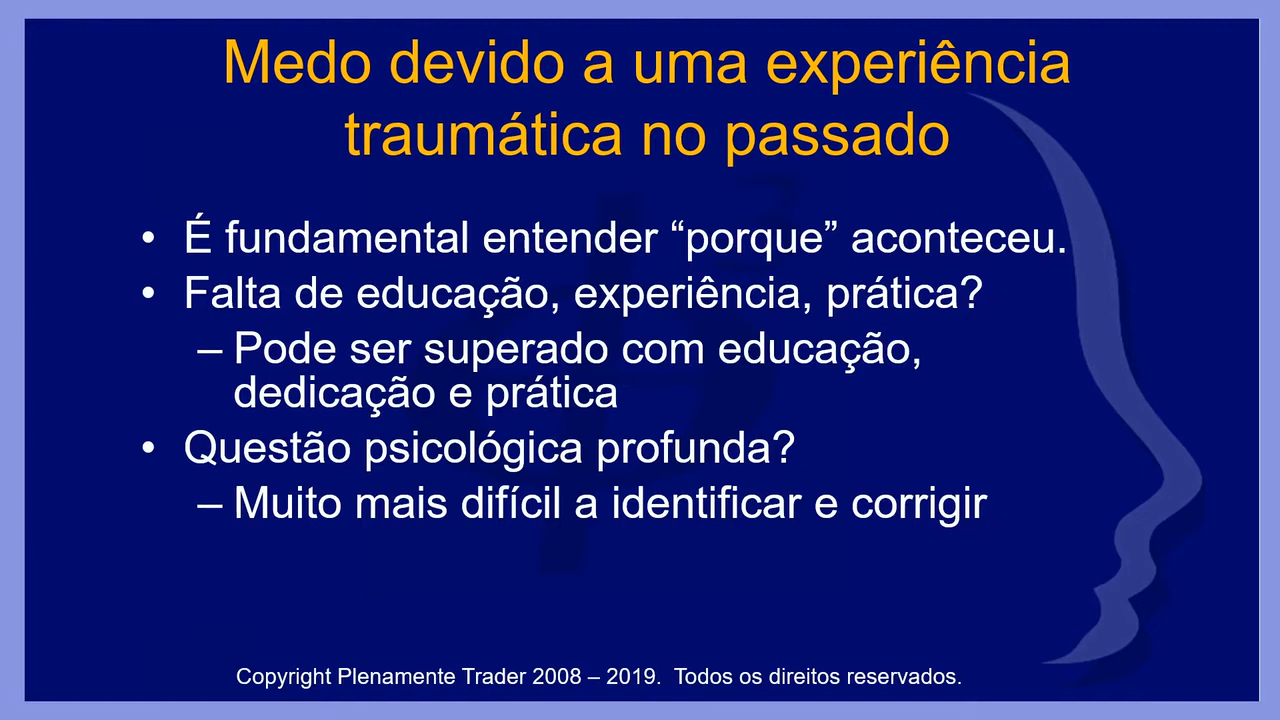 Medo devido a uma experiência
traumática no passado
• É fundamental entender “porque” aconteceu.
• Falta de educação, experiência, prática?
– Pode ser superado com educação,
dedicação e prática
• Questão psicológica profunda?
– Muito mais difícil a identificar e corrigir
Copyright Plenamente Trader 2008 – 2019.  Todos os direitos reservados.